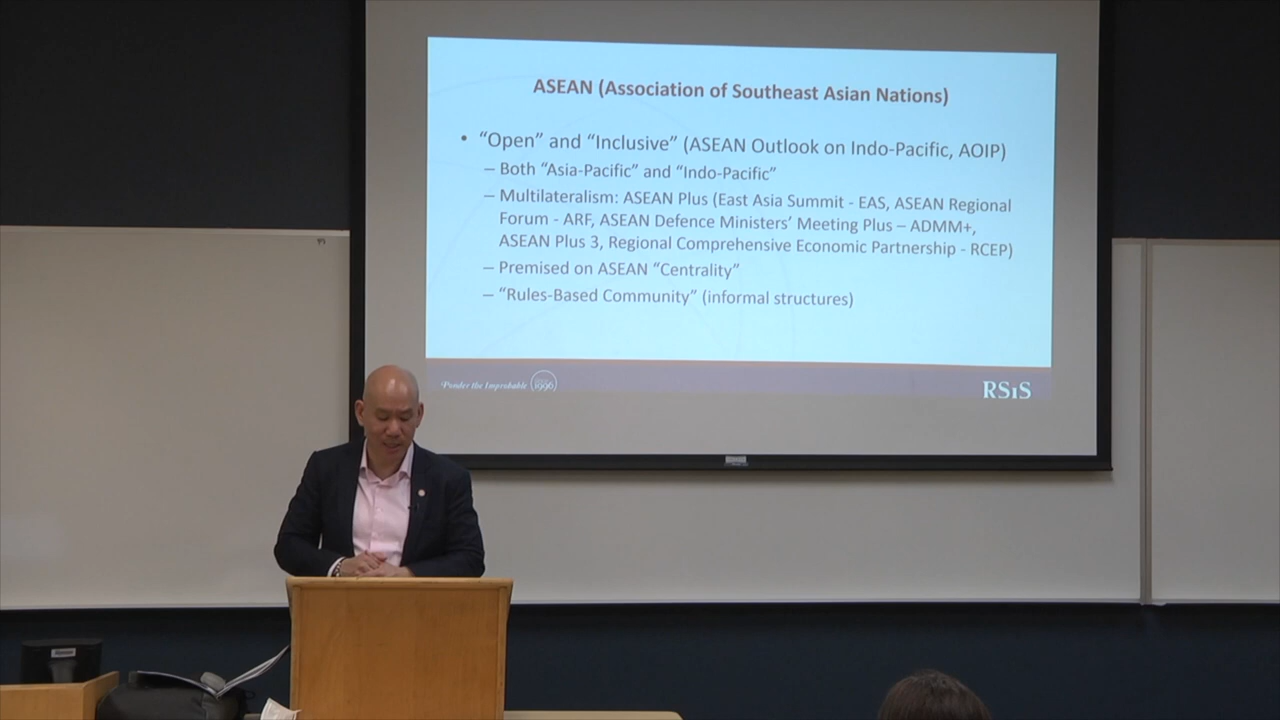 ASEAN (Association of Southeast Asian Nations)
• “Open” and “Inclusive” (ASEAN Outlook on Indo-Pacific, AOIP)
– Both “Asia-Pacific” and “Indo-Pacific”
– Multilateralism: ASEAN Plus (East Asia Summit - EAS, ASEAN Regional
Forum - ARF, ASEAN Defence Ministers’ Meeting Plus – ADMM+,
ASEAN Plus 3, Regional Comprehensive Economic Partnership - RCEP)
– Premised on ASEAN “Centrality”
– “Rules-Based Community” (informal structures)
Ponder the Improbable
1996
RSiS